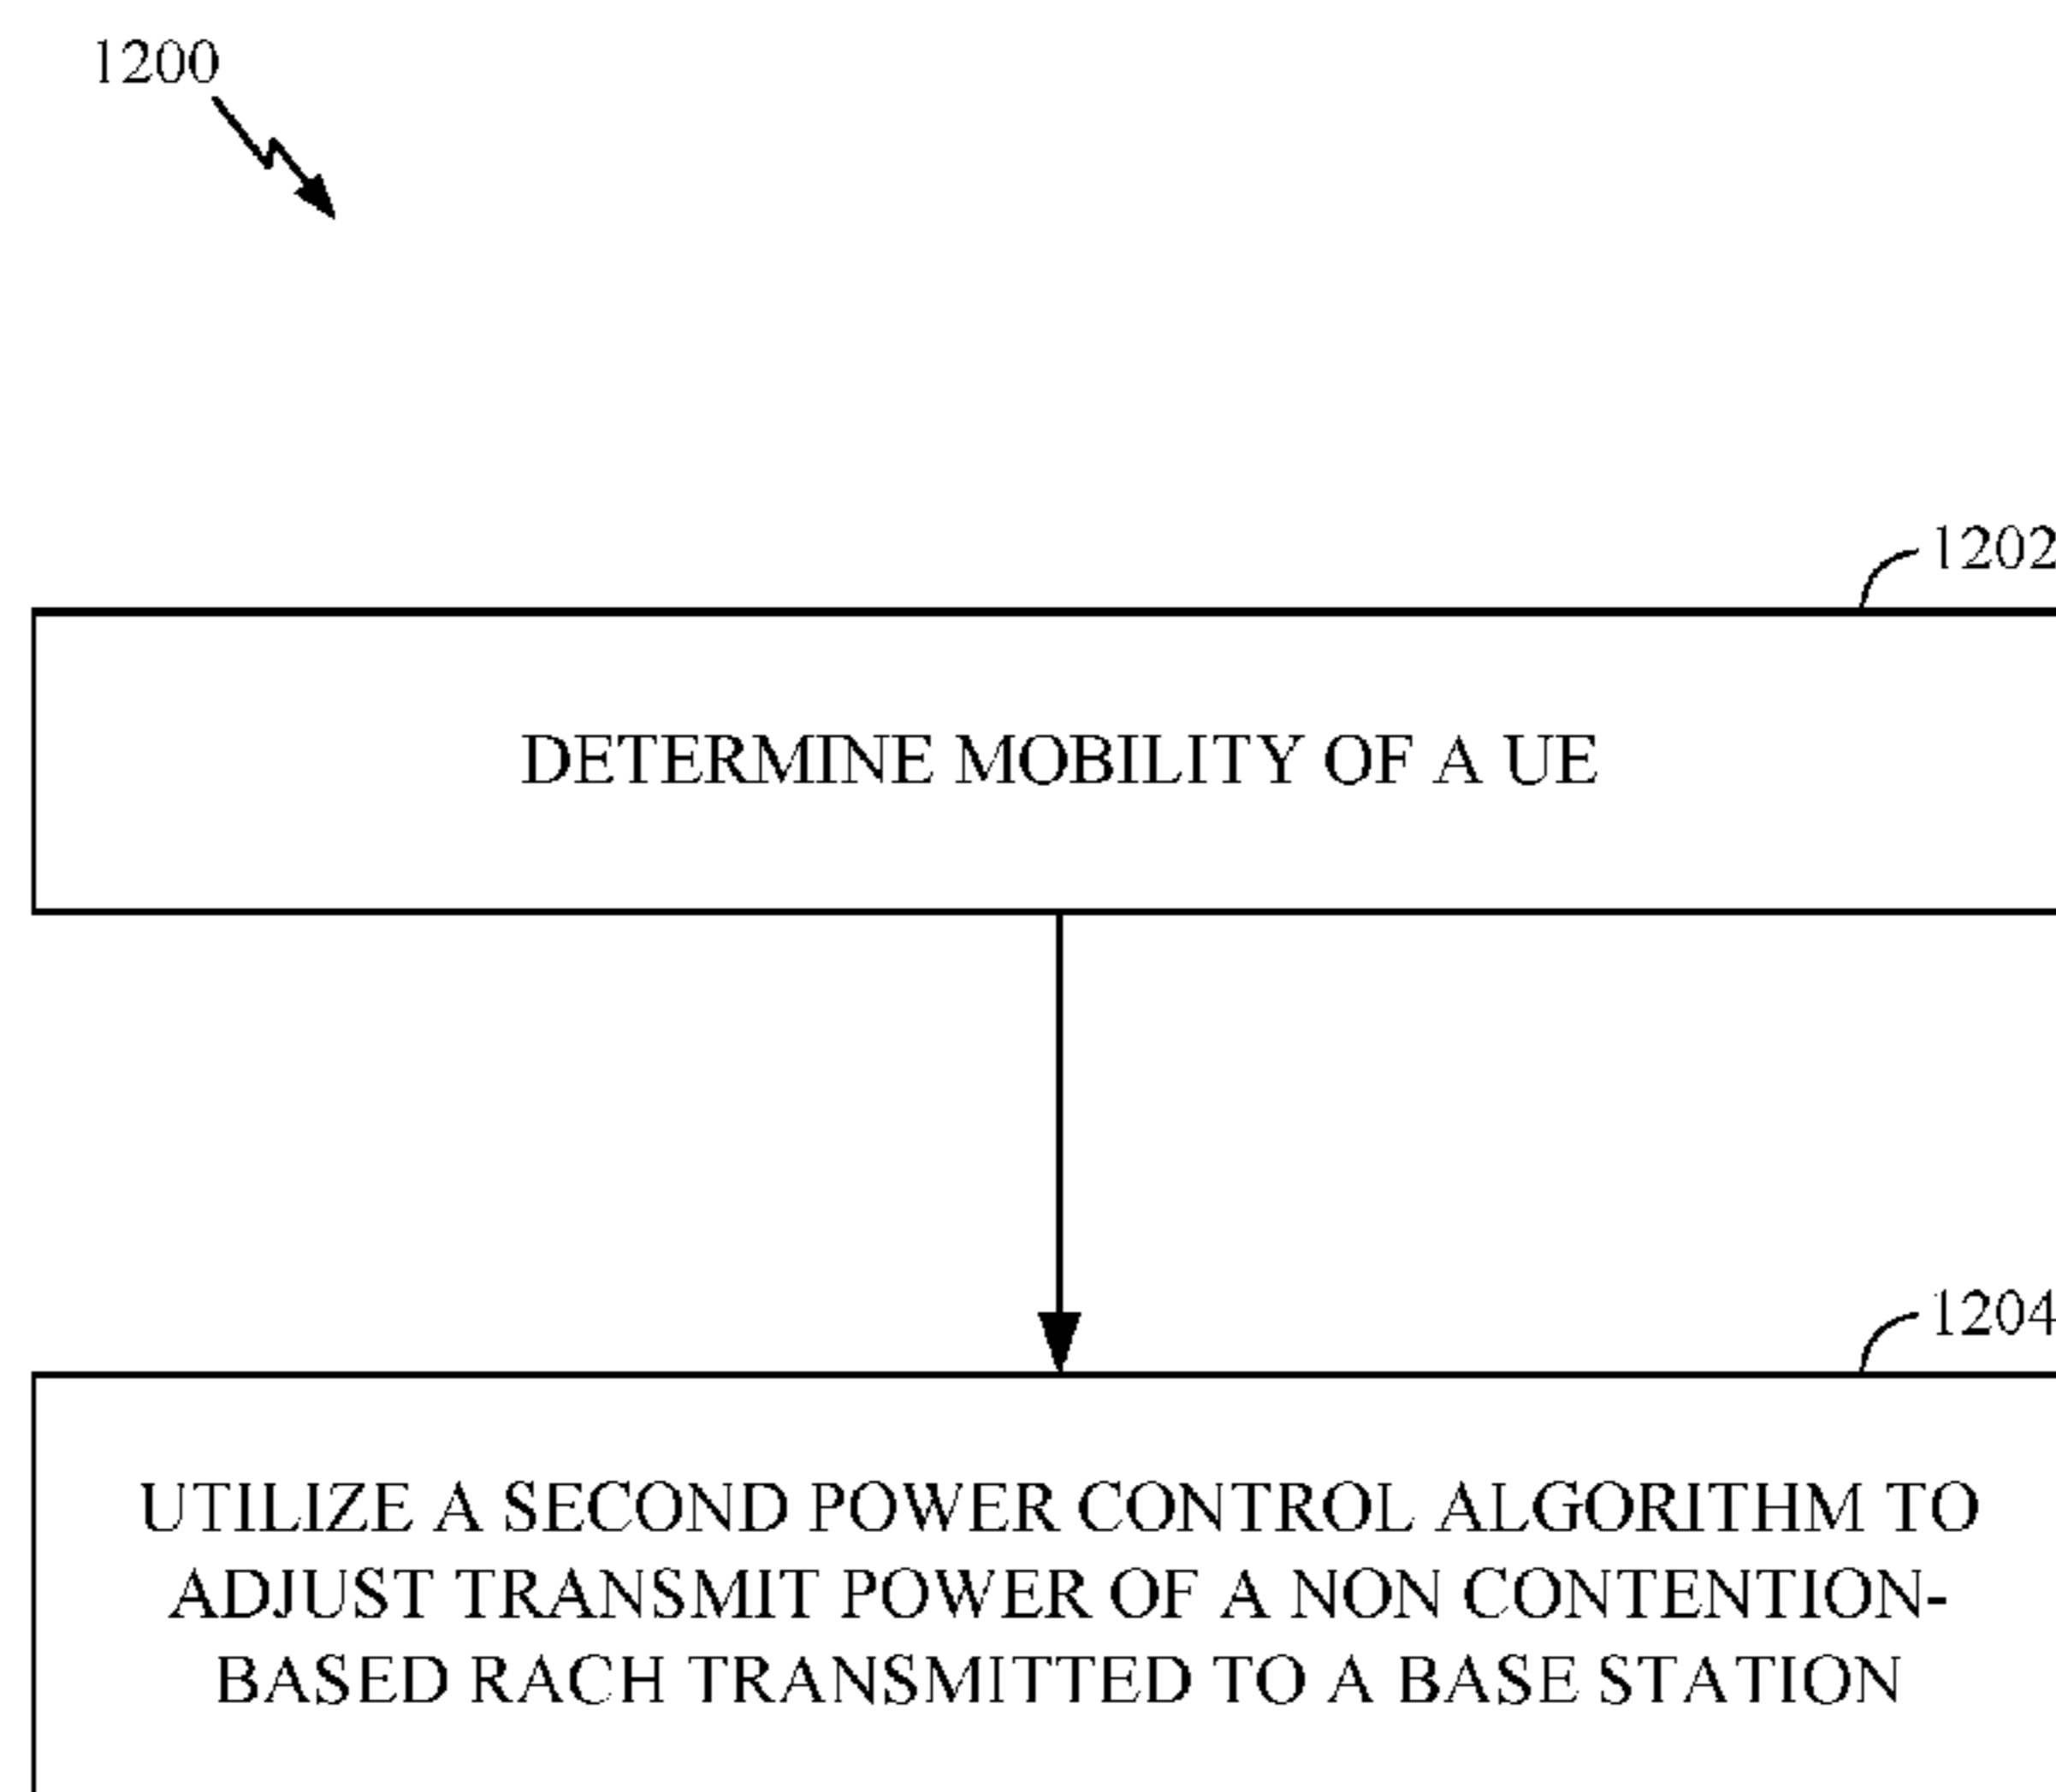 1200
1202
DETERMINE MOBILITY OF A UE
1204
UTILIZE A SECOND POWER CONTROL ALGORITHM TO
ADJUST TRANSMIT POWER OF A NON CONTENTION-
BASED RACH TRANSMITTED TO A BASE STATION